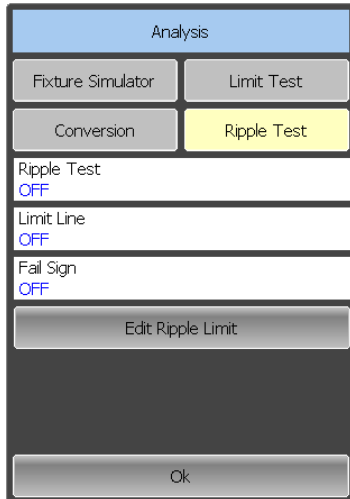 Analysis
Fixture Simulator
Limit Test
Conversion
Ripple Test
Ripple Test
OFF
Limit Line
OFF
Fail Sign
OFF
Edit Ripple Limit
Ok